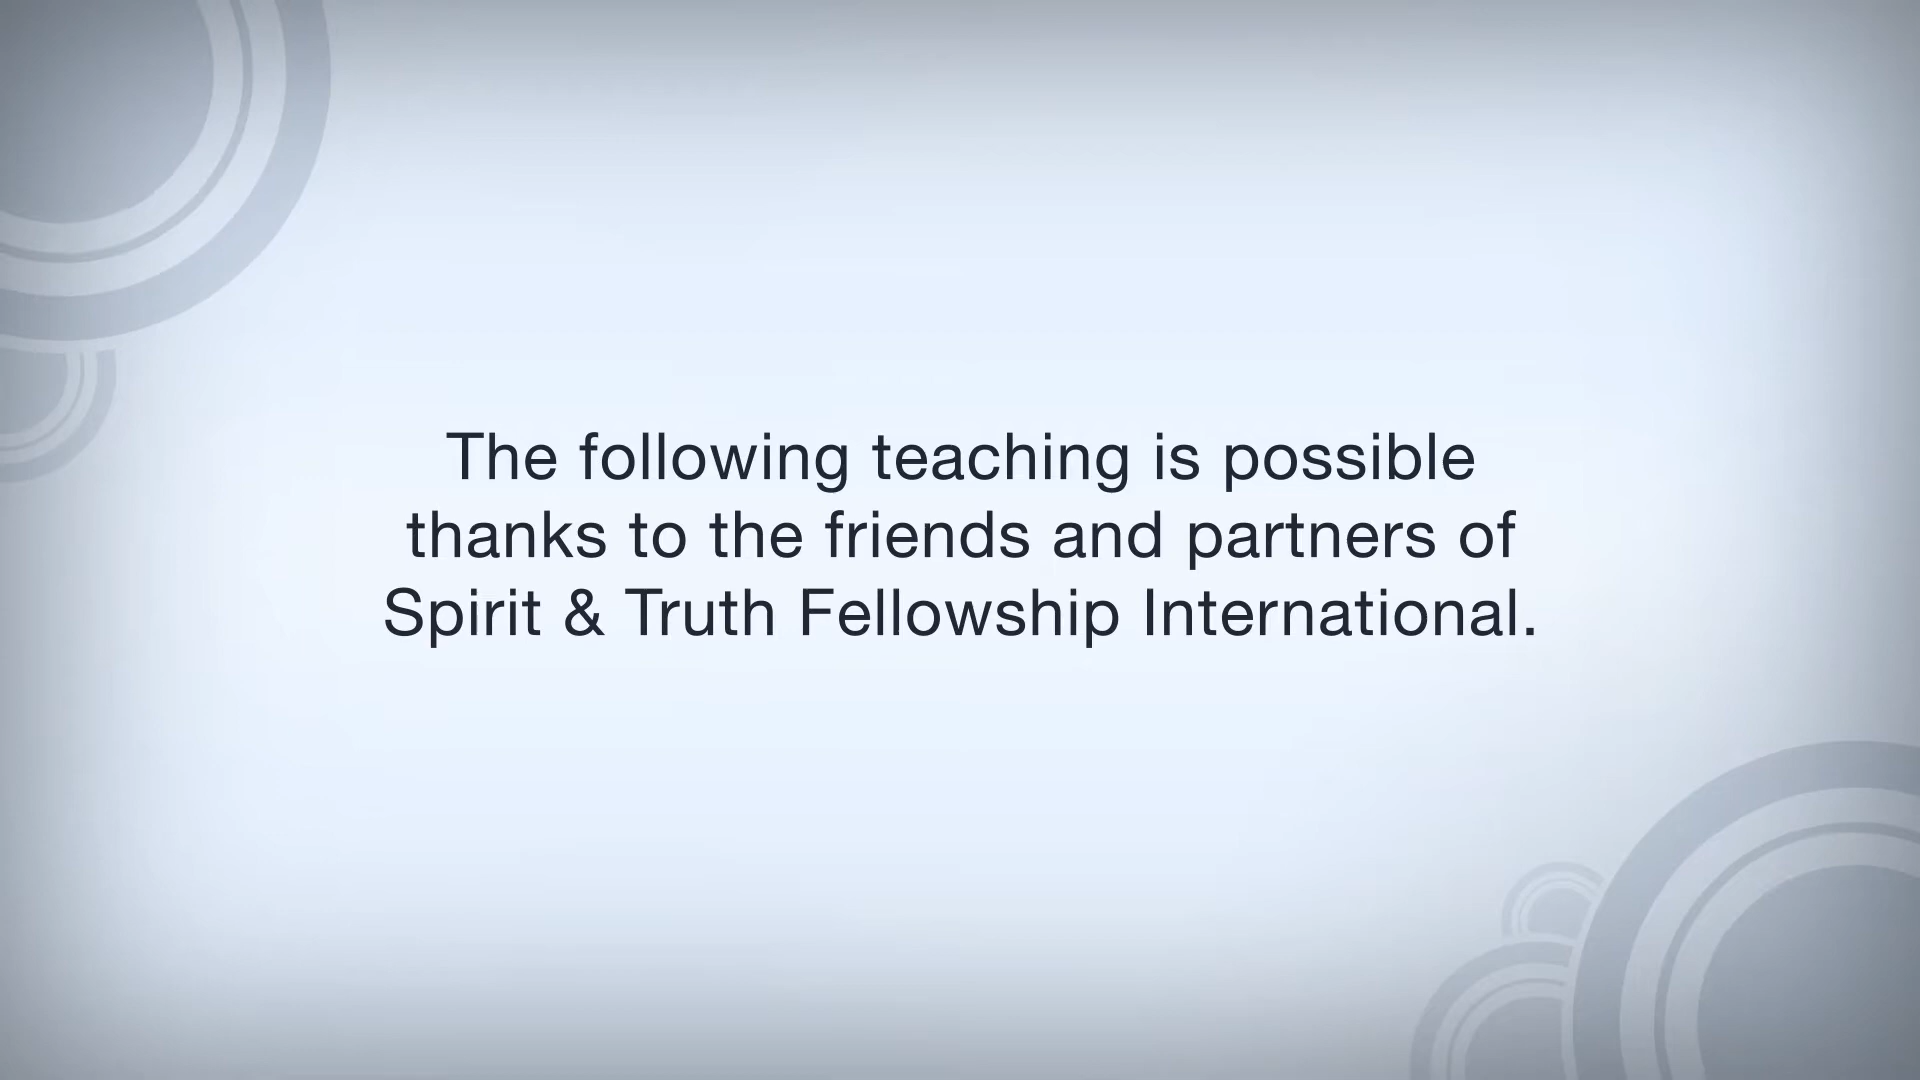 The following teaching is possible
thanks to the friends and partners of
Spirit & Truth Fellowship International.